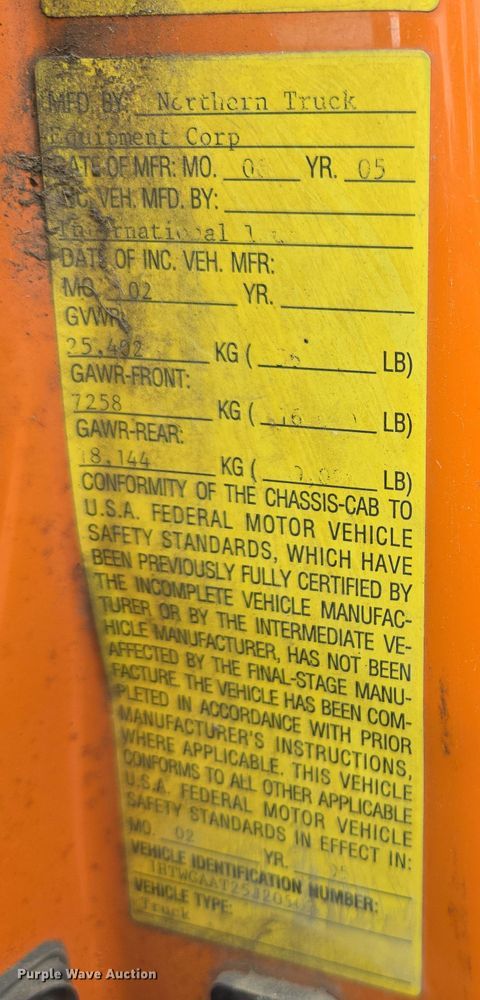 MFD. BY: Northern Truck
Equipment Corp
DATE OF MFR: MO. YR. 05
INC. VEH. MFD. BY:
International
DATE OF INC. VEH. MFR:
MO. 02 YR.
GVWR:
25,402 KG ( LB)
GAWR-FRONT:
7258 KG ( LB)
GAWR-REAR:
18,144 KG ( LB)
CONFORMITY OF THE CHASSIS-CAB TO
U.S.A. FEDERAL MOTOR VEHICLE
SAFETY STANDARDS, WHICH HAVE
BEEN PREVIOUSLY FULLY CERTIFIED BY
THE INCOMPLETE VEHICLE MANUFAC-
TURER OR BY THE INTERMEDIATE VE-
HICLE MANUFACTURER, HAS NOT BEEN
AFFECTED BY THE FINAL-STAGE MANU-
FACTURE. THE VEHICLE HAS BEEN COM-
PLETED IN ACCORDANCE WITH PRIOR
MANUFACTURER'S INSTRUCTIONS,
WHERE APPLICABLE. THIS VEHICLE
CONFORMS TO ALL OTHER APPLICABLE
U.S.A. FEDERAL MOTOR VEHICLE
SAFETY STANDARDS IN EFFECT IN:
MO. 02 YR. 05
VEHICLE IDENTIFICATION NUMBER:
VEHICLE TYPE:
Truck
Purple Wave Auction